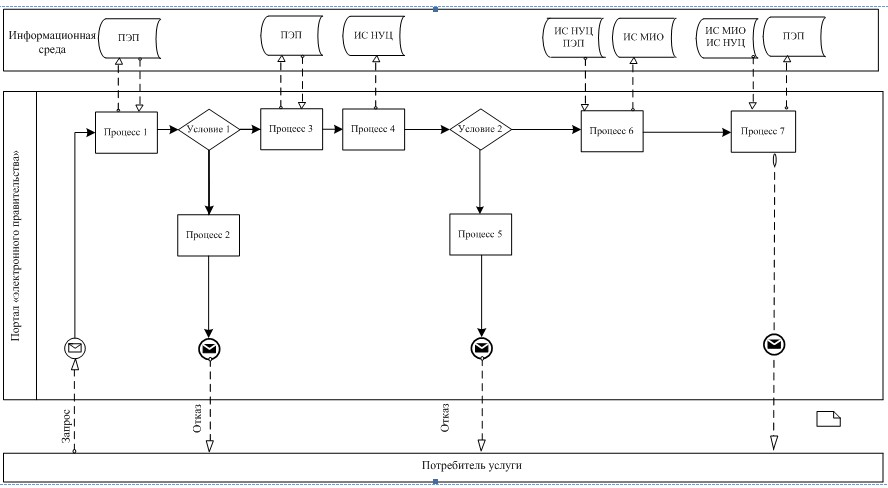 Информационная
среда
ПЭП
ПЭП
ИС НУЦ
ИС НУЦ
ПЭП
ИС МИО
ИС МИО
ИС НУЦ
ПЭП
Портал «электронного правительства»
Процесс 1
Условие 1
Процесс 3
Процесс 4
Условие 2
Процесс 6
Процесс 7
Процесс 2
Процесс 5
Запрос
Отказ
Отказ
Потребитель услуги